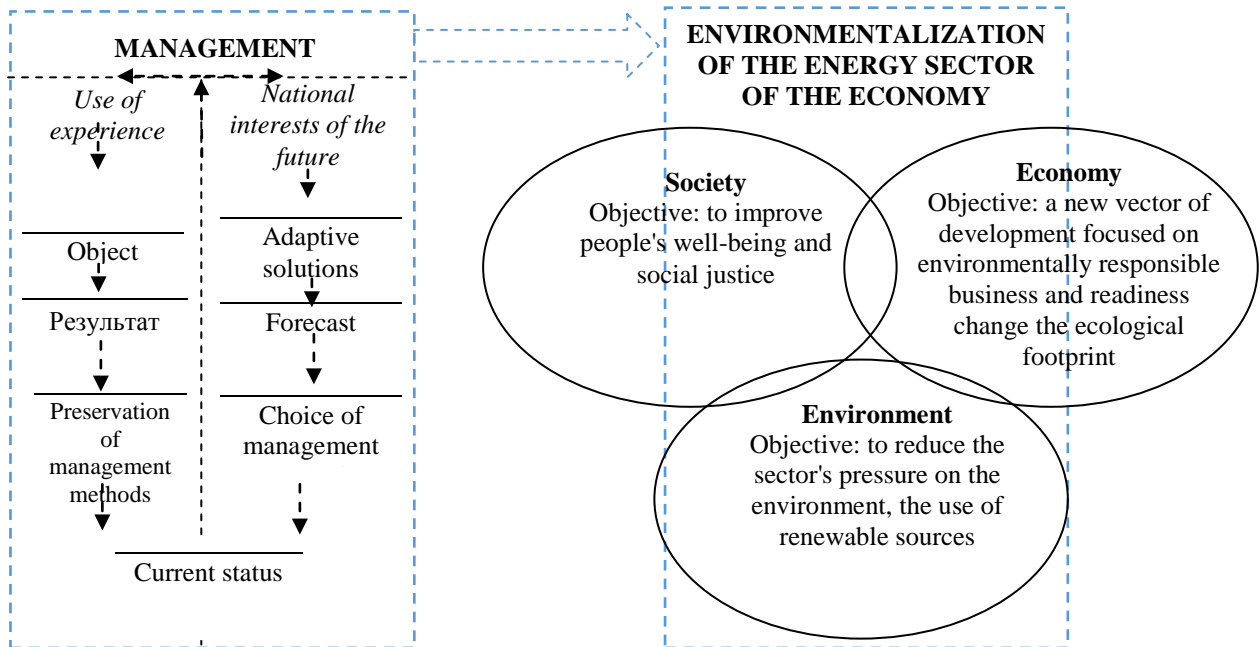 MANAGEMENT
Use of
experience
Object
Результат
Preservation
of
management
methods
National
interests of the
future
Adaptive
solutions
Forecast
Choice of
management
Current status
ENVIRONMENTALIZATION
OF THE ENERGY SECTOR
OF THE ECONOMY
Society
Objective: to improve
people's well-being and
social justice
Economy
Objective: a new vector of
development focused on
environmentally responsible
business and readiness
change the ecological
footprint
Environment
Objective: to reduce the
sector's pressure on the
environment, the use of
renewable sources